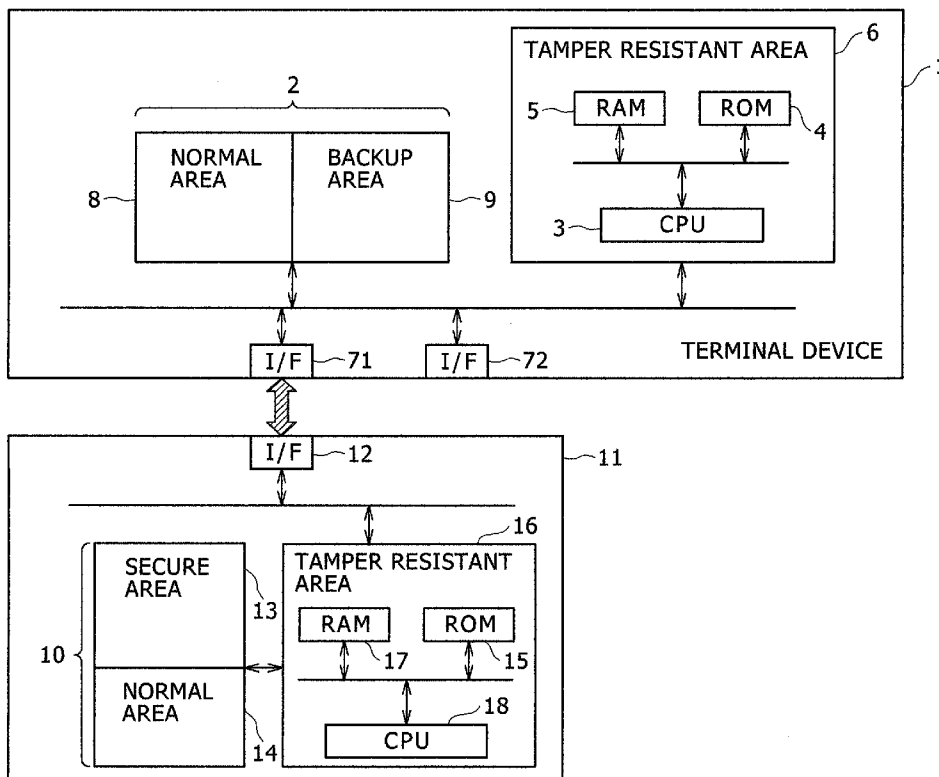 TAMPER RESISTANT AREA
6
2
5
RAM
ROM
4
NORMAL
AREA
BACKUP
AREA
8
9
3
CPU
I/F
71
I/F
72
TERMINAL DEVICE
I/F
12
11
16
SECURE
AREA
13
TAMPER RESISTANT
AREA
RAM
ROM
17
15
10
NORMAL
AREA
14
18
CPU